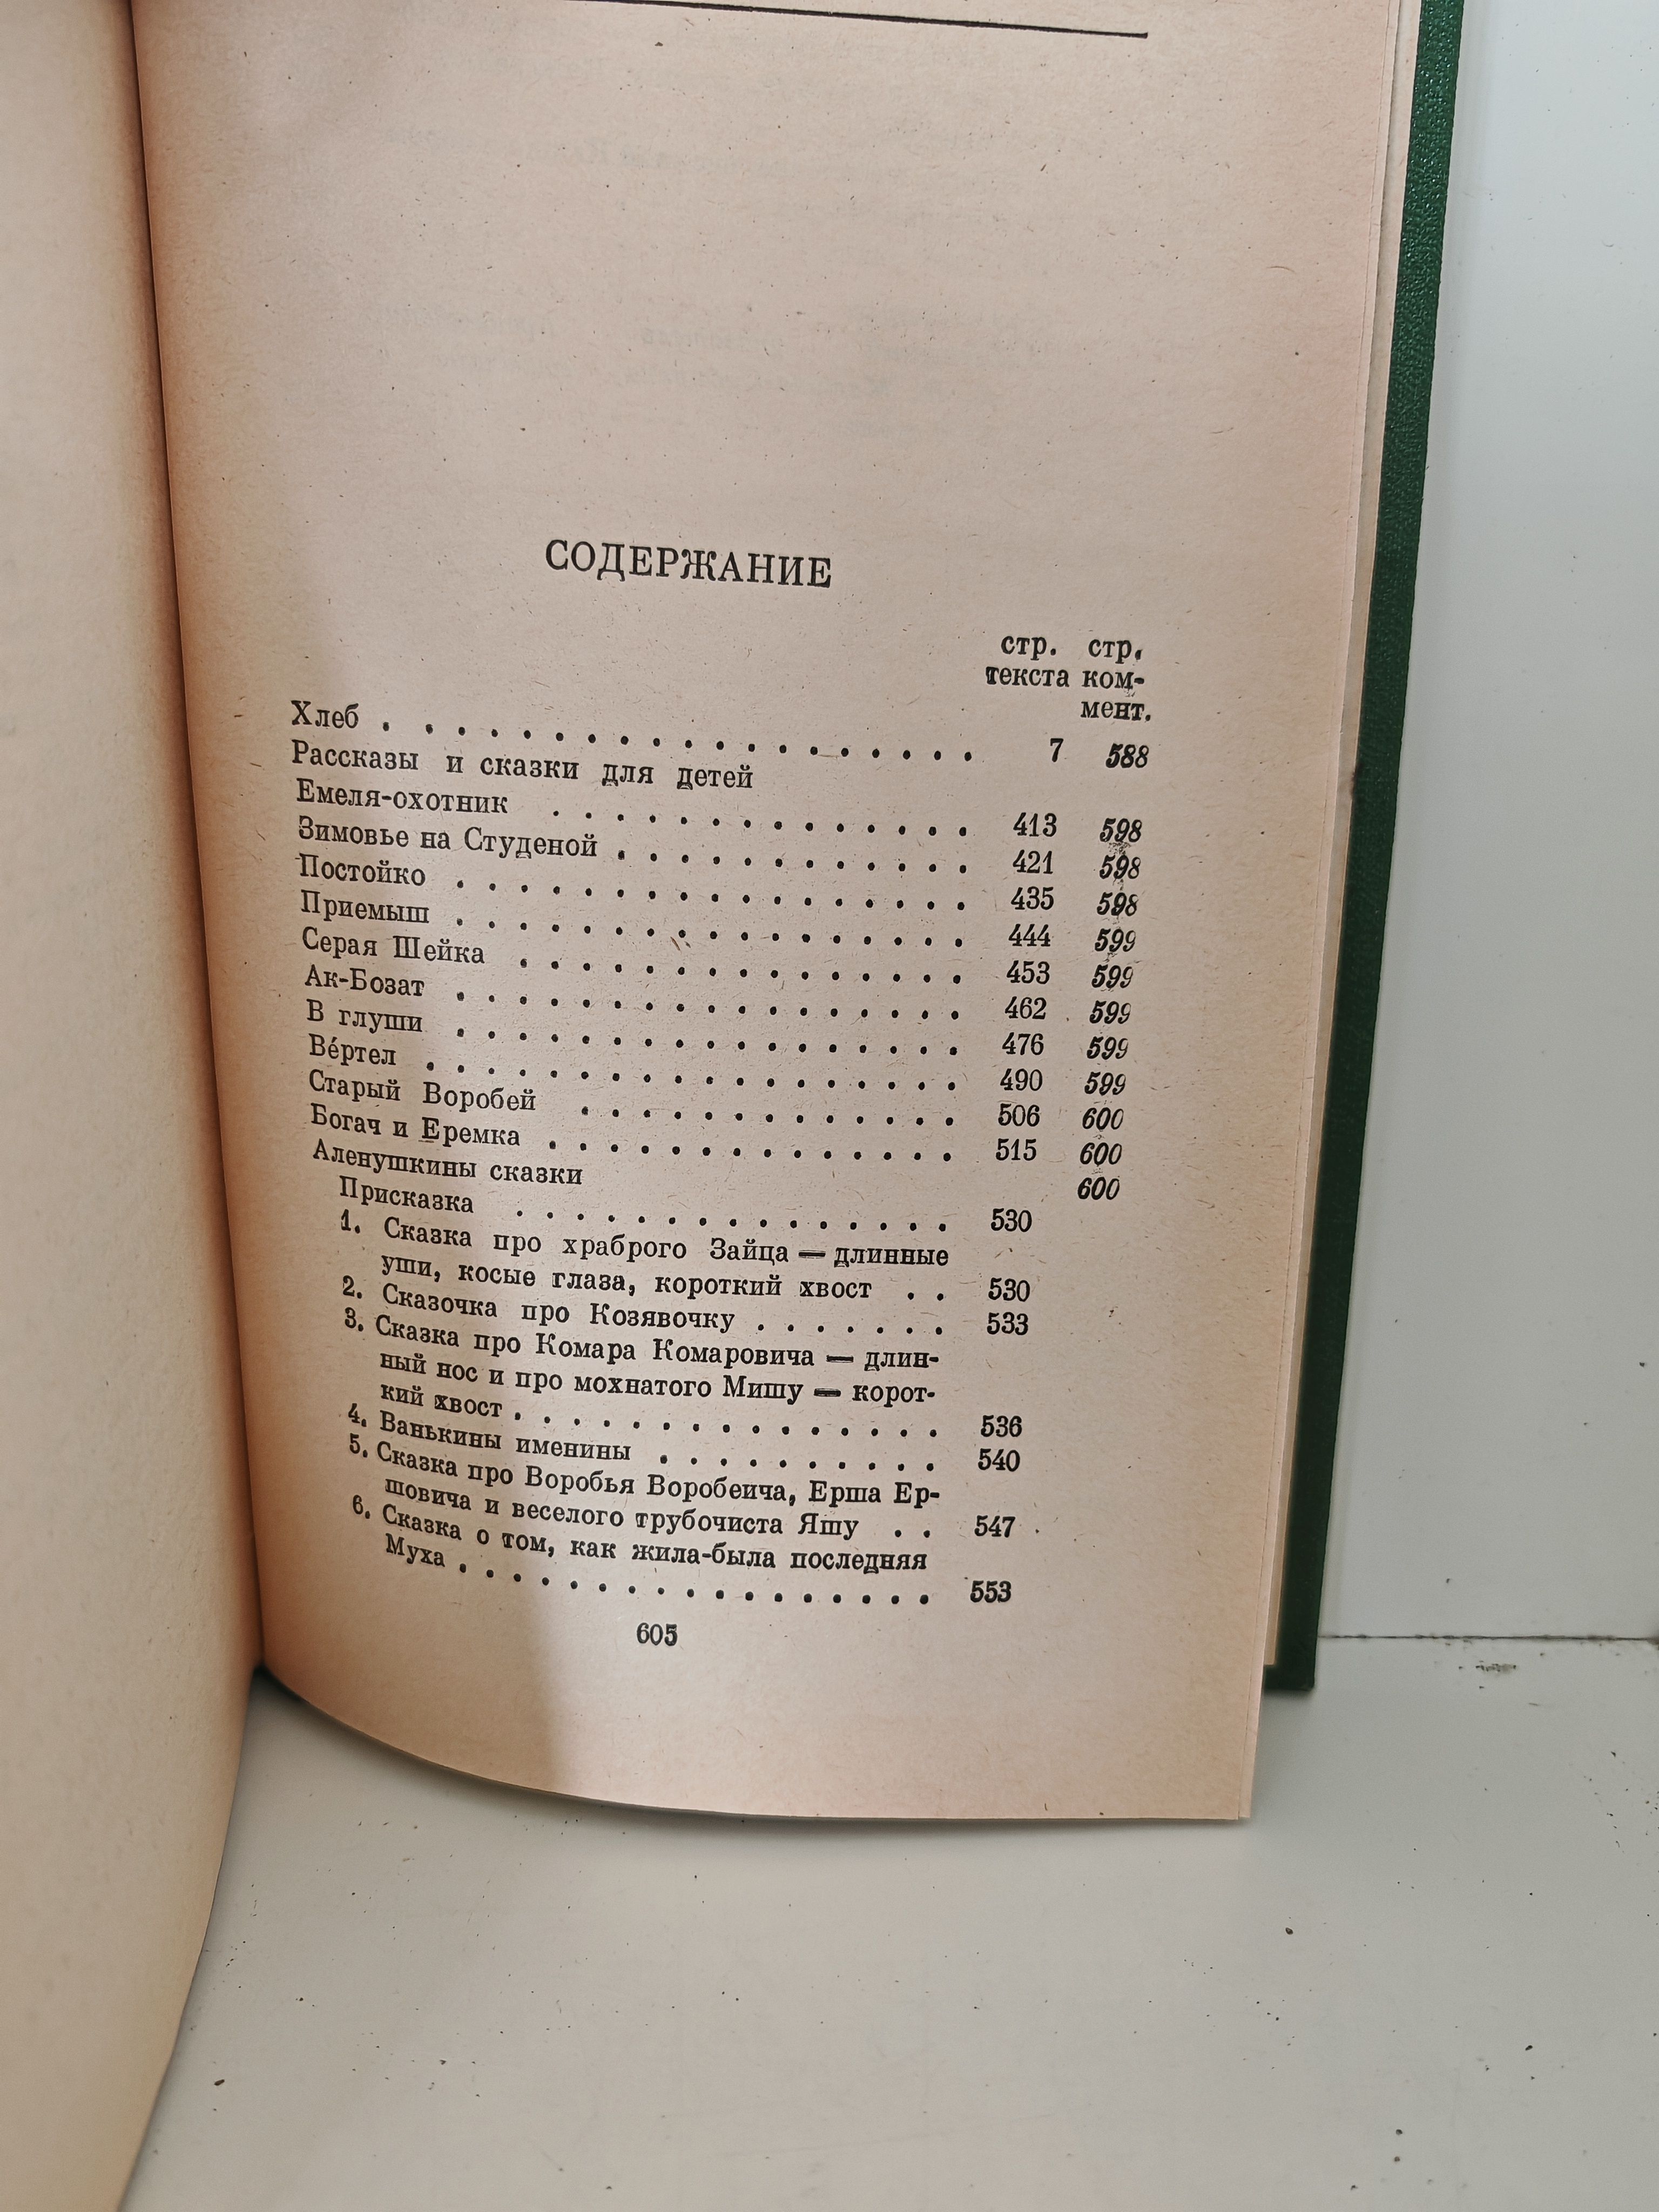 СОДЕРЖАНИЕ
стр. стр.
текста ком-
мент.
Хлеб . . . . . . . . . . . . . . . . . . 7 588
Рассказы и сказки для детей
Емеля-охотник . . . . . . . . . . . . . . 413 598
Зимовье на Студеной . . . . . . . . . . . . 421 598
Постойко . . . . . . . . . . . . . . . . . 435 598
Приемыш . . . . . . . . . . . . . . . . . 444 599
Серая Шейка . . . . . . . . . . . . . . . 453 599
Ак-Бозат . . . . . . . . . . . . . . . . . 462 599
В глуши . . . . . . . . . . . . . . . . . 476 599
Ве́ртел . . . . . . . . . . . . . . . . . . 490 599
Старый Воробей . . . . . . . . . . . . . 506 600
Богач и Еремка . . . . . . . . . . . . . . 515 600
Аленушкины сказки 600
Присказка . . . . . . . . . . . . . . . 530
1. Сказка про храброго Зайца — длинные
уши, косые глаза, короткий хвост . . 530
2. Сказочка про Козявочку . . . . . . . 533
3. Сказка про Комара Комаровича — длин-
ный нос и про мохнатого Мишу — корот-
кий хвост . . . . . . . . . . . . . . . 536
4. Ванькины именины . . . . . . . . . . 540
5. Сказка про Воробья Воробеича, Ерша Ер-
шовича и веселого трубочиста Яшу . . 547
6. Сказка о том, как жила-была последняя
Муха . . . . . . . . . . . . . . . . . 553
605